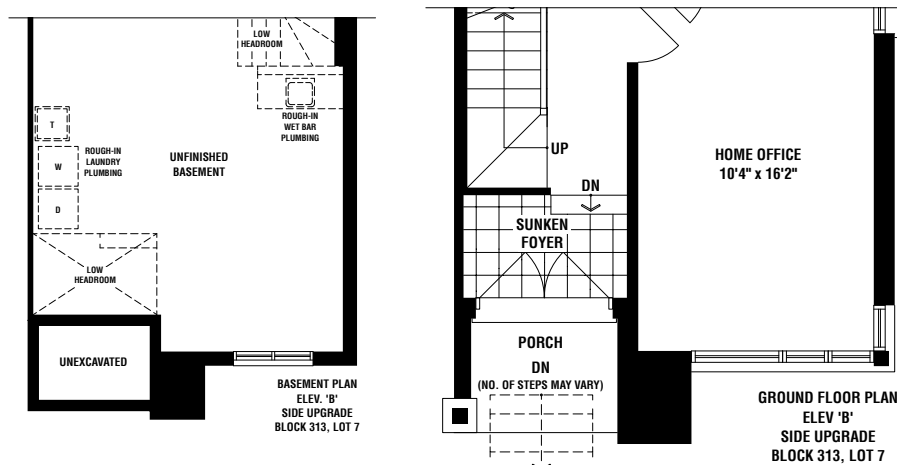 LOW
HEADROOM
T
ROUGH-IN
WET BAR
PLUMBING
ROUGH-IN
LAUNDRY
PLUMBING
W
UNFINISHED
BASEMENT
D
LOW
HEADROOM
UNEXCAVATED
BASEMENT PLAN
ELEV. 'B'
SIDE UPGRADE
BLOCK 313, LOT 7
UP
HOME OFFICE
10'4" x 16'2"
DN
SUNKEN
FOYER
PORCH
DN
(NO. OF STEPS MAY VARY)
GROUND FLOOR PLAN
ELEV 'B'
SIDE UPGRADE
BLOCK 313, LOT 7